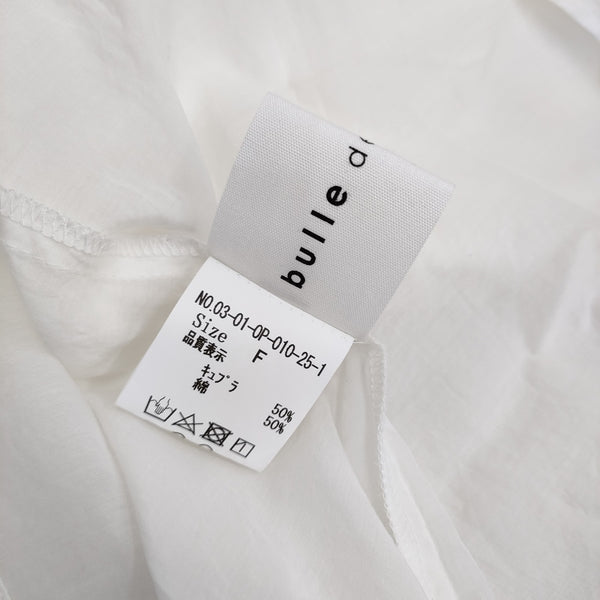 bulle de
NO.03-01-OP-010-25-1
Size F
品質表示
キュプラ 50%
綿 50%